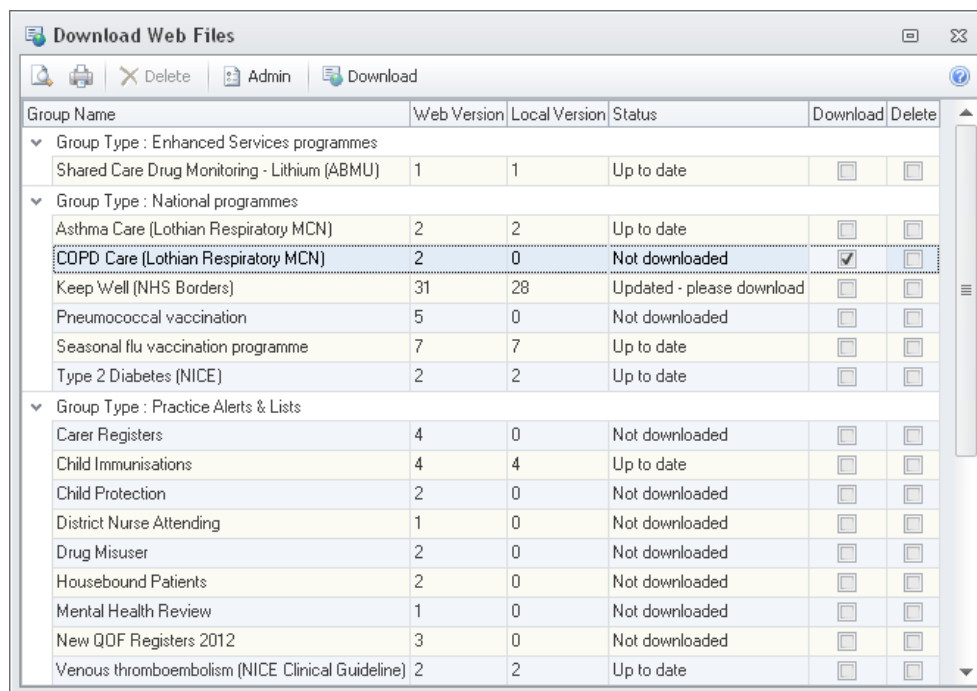 Download Web Files
Delete Admin Download
Group Name Web Version Local Version Status Download Delete
Group Type : Enhanced Services programmes
Shared Care Drug Monitoring - Lithium (ABMU) 1 1 Up to date
Group Type : National programmes
Asthma Care (Lothian Respiratory MCN) 2 2 Up to date
COPD Care (Lothian Respiratory MCN) 2 0 Not downloaded
Keep Well (NHS Borders) 31 28 Updated - please download
Pneumococcal vaccination 5 0 Not downloaded
Seasonal flu vaccination programme 7 7 Up to date
Type 2 Diabetes (NICE) 2 2 Up to date
Group Type : Practice Alerts & Lists
Carer Registers 4 0 Not downloaded
Child Immunisations 4 4 Up to date
Child Protection 2 0 Not downloaded
District Nurse Attending 1 0 Not downloaded
Drug Misuser 2 0 Not downloaded
Housebound Patients 2 0 Not downloaded
Mental Health Review 1 0 Not downloaded
New QOF Registers 2012 3 0 Not downloaded
Venous thromboembolism (NICE Clinical Guideline) 2 2 Up to date